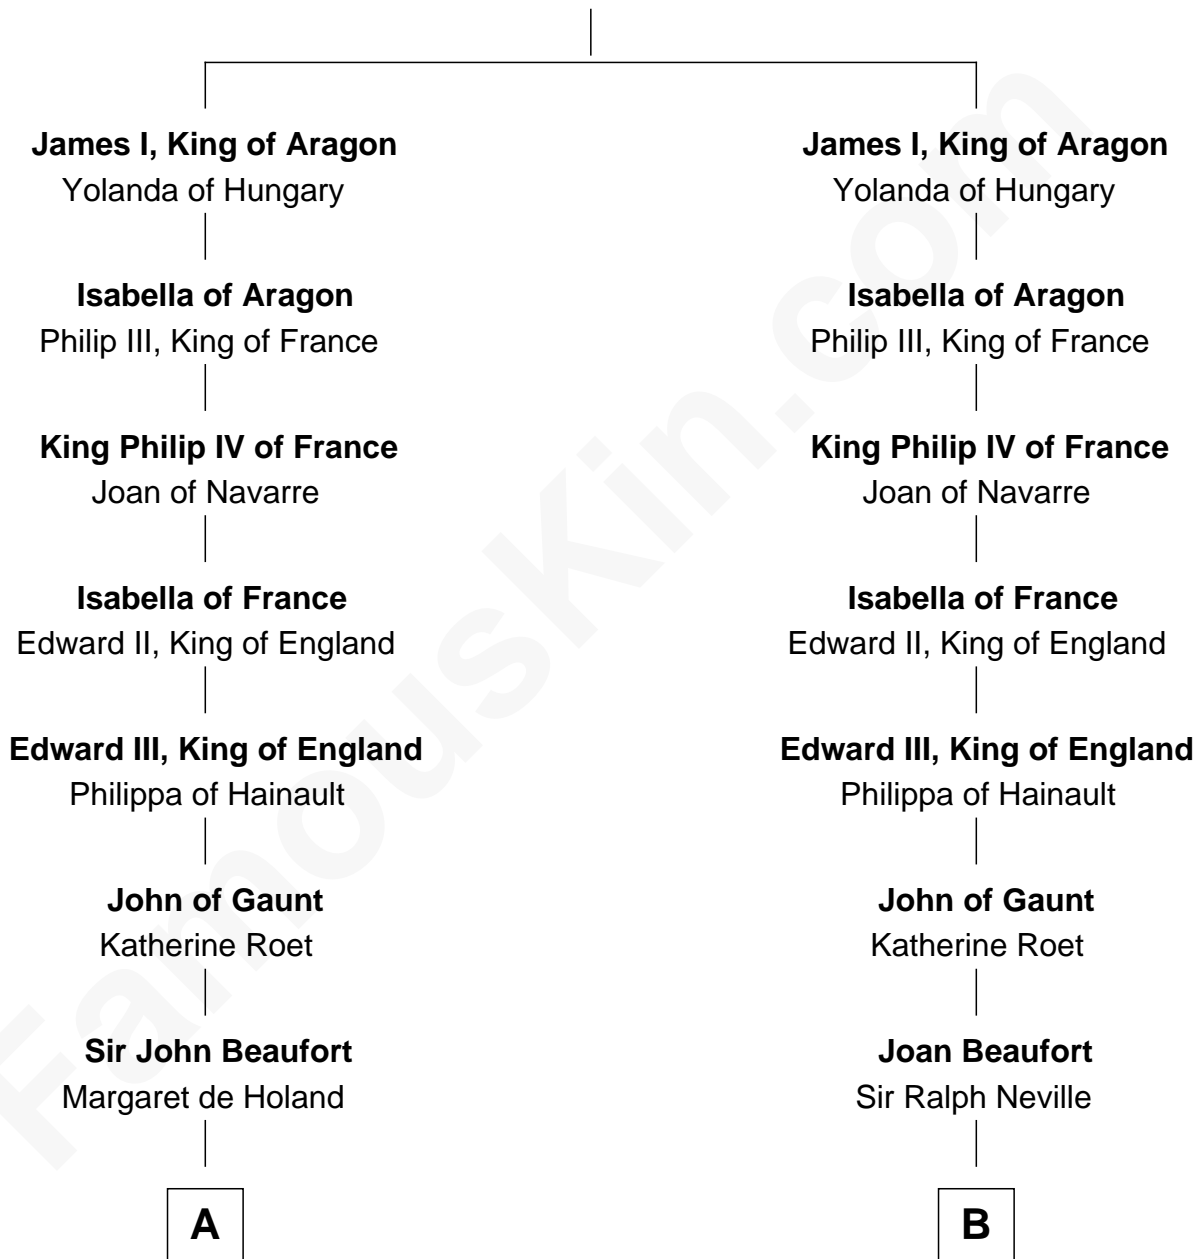 James I, King of Aragon
Yolanda of Hungary
Isabella of Aragon
Philip III, King of France
King Philip IV of France
Joan of Navarre
Isabella of France
Edward II, King of England
Edward III, King of England
Philippa of Hainault
John of Gaunt
Katherine Roet
Sir John Beaufort
Margaret de Holand
A
James I, King of Aragon
Yolanda of Hungary
Isabella of Aragon
Philip III, King of France
King Philip IV of France
Joan of Navarre
Isabella of France
Edward II, King of England
Edward III, King of England
Philippa of Hainault
John of Gaunt
Katherine Roet
Joan Beaufort
Sir Ralph Neville
B
FamousKin.com